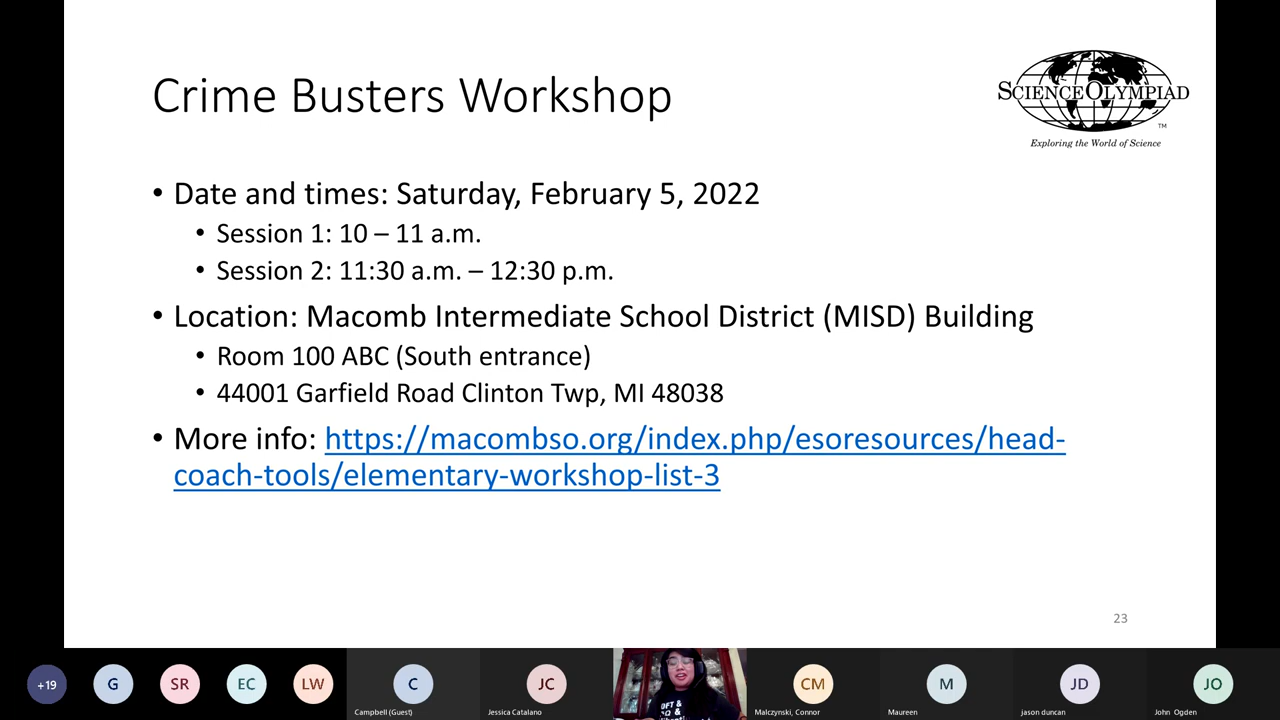 Crime Busters Workshop
SCIENCE OLYMPIAD
TM
Exploring the World of Science
• Date and times: Saturday, February 5, 2022
• Session 1: 10 – 11 a.m.
• Session 2: 11:30 a.m. – 12:30 p.m.
• Location: Macomb Intermediate School District (MISD) Building
• Room 100 ABC (South entrance)
• 44001 Garfield Road Clinton Twp, MI 48038
• More info: https://macombso.org/index.php/esoresources/head-
coach-tools/elementary-workshop-list-3
23
+19
G
SR
EC
LW
C
JC
CM
M
JD
JO
Campbell (Guest)
Jessica Catalano
Malczynski, Connor
Maureen
jason duncan
John Ogden